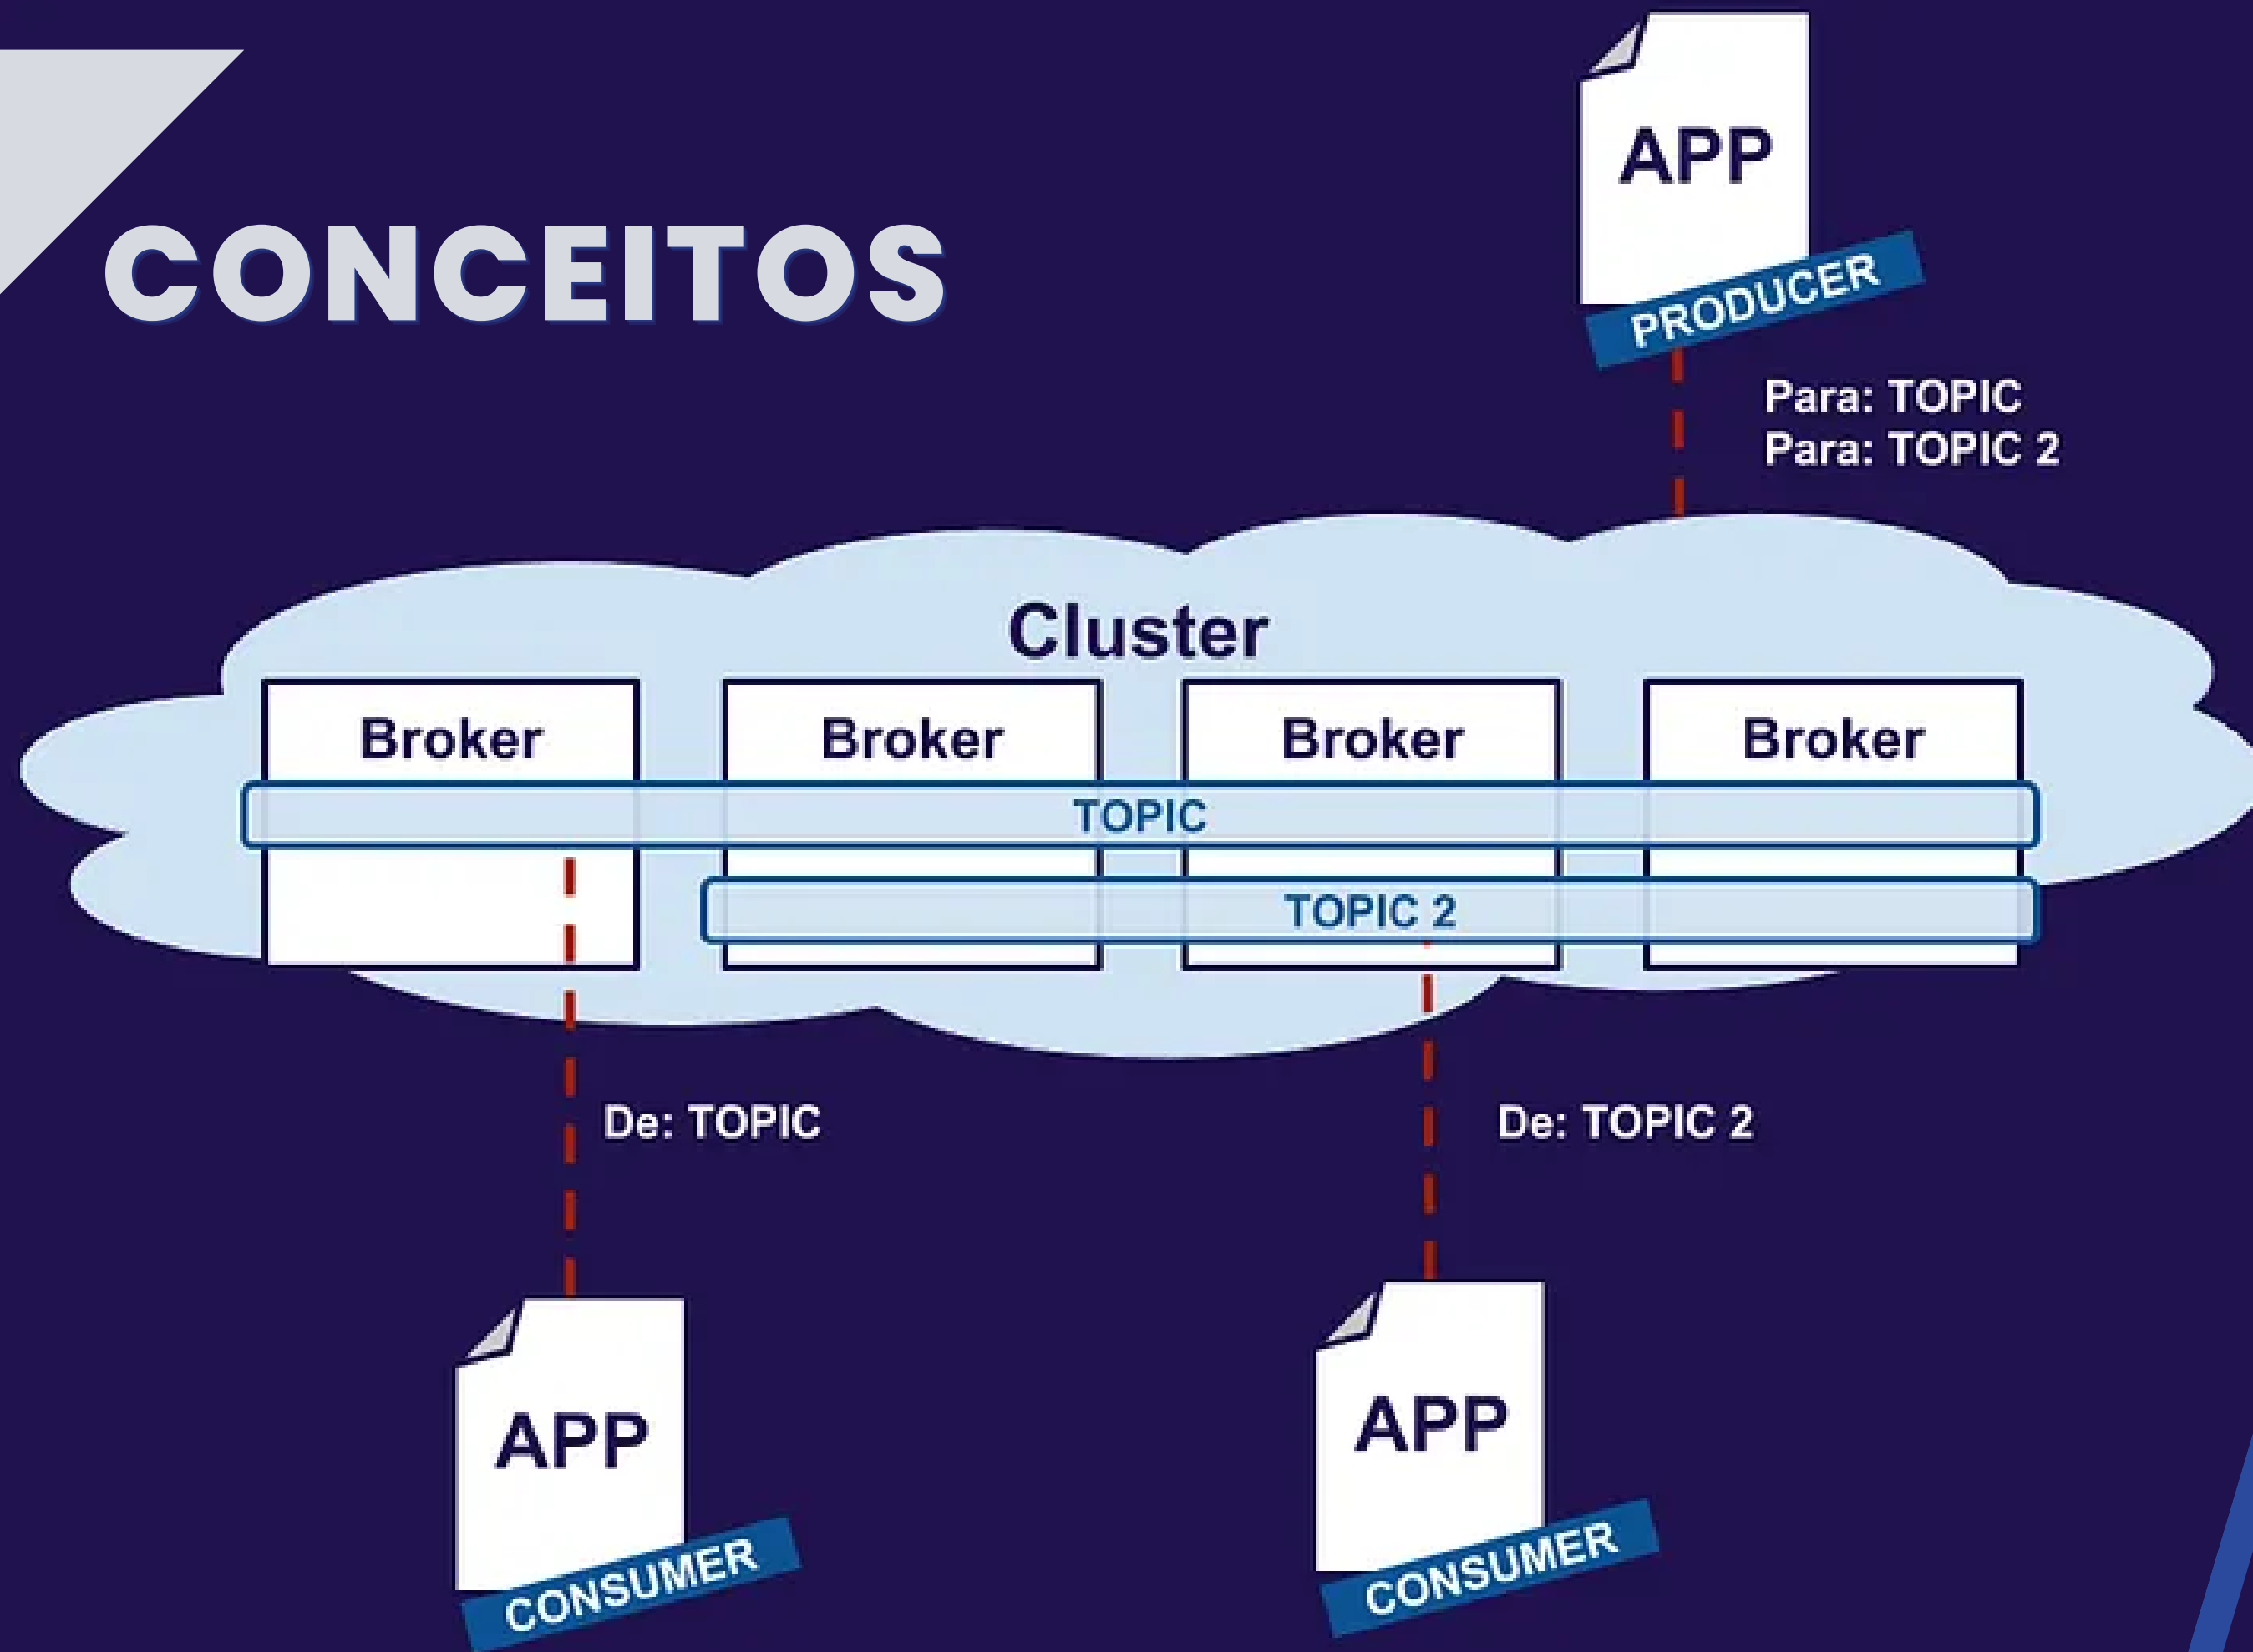 CONCEITOS
APP
PRODUCER
Para: TOPIC
Para: TOPIC 2
Cluster
Broker
Broker
Broker
Broker
TOPIC
TOPIC 2
De: TOPIC
De: TOPIC 2
APP
CONSUMER
APP
CONSUMER